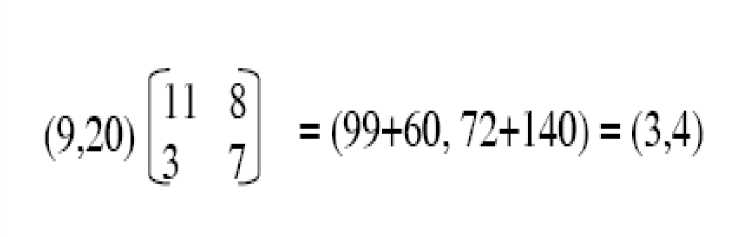 (9,20) [11 8
3 7] = (99+60, 72+140) = (3,4)